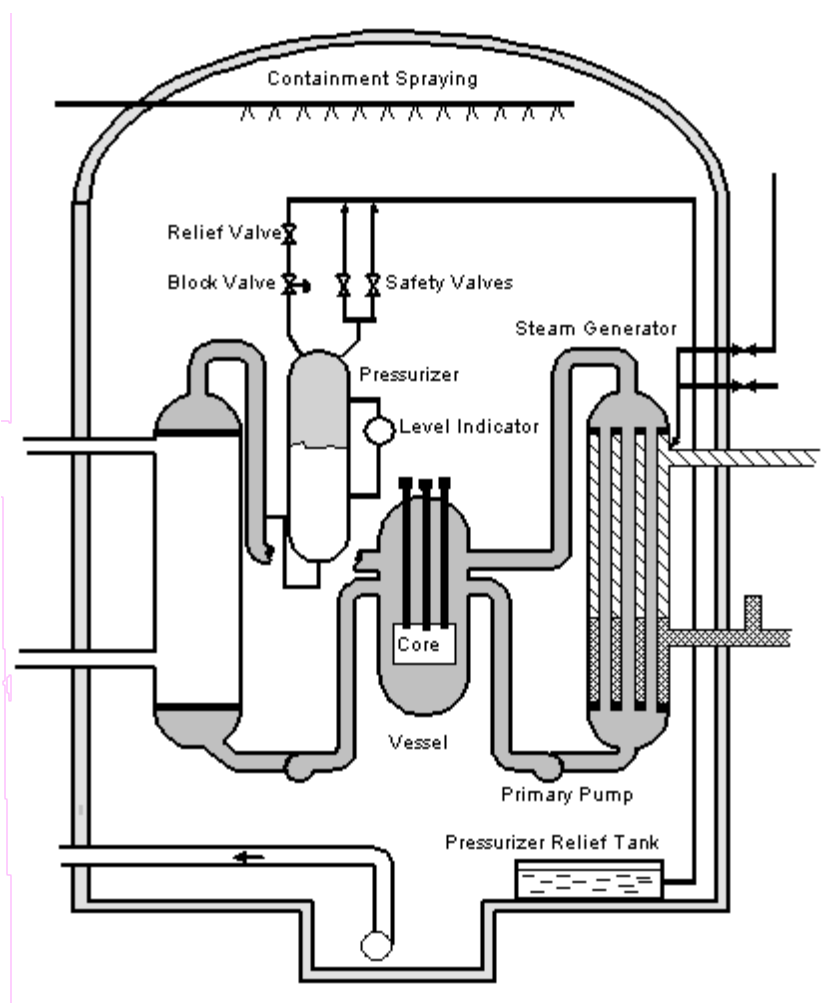 Containment Spraying
Relief Valve
Block Valve
Safety Valves
Steam Generator
Pressurizer
Level Indicator
Core
Vessel
Primary Pump
Pressurizer Relief Tank